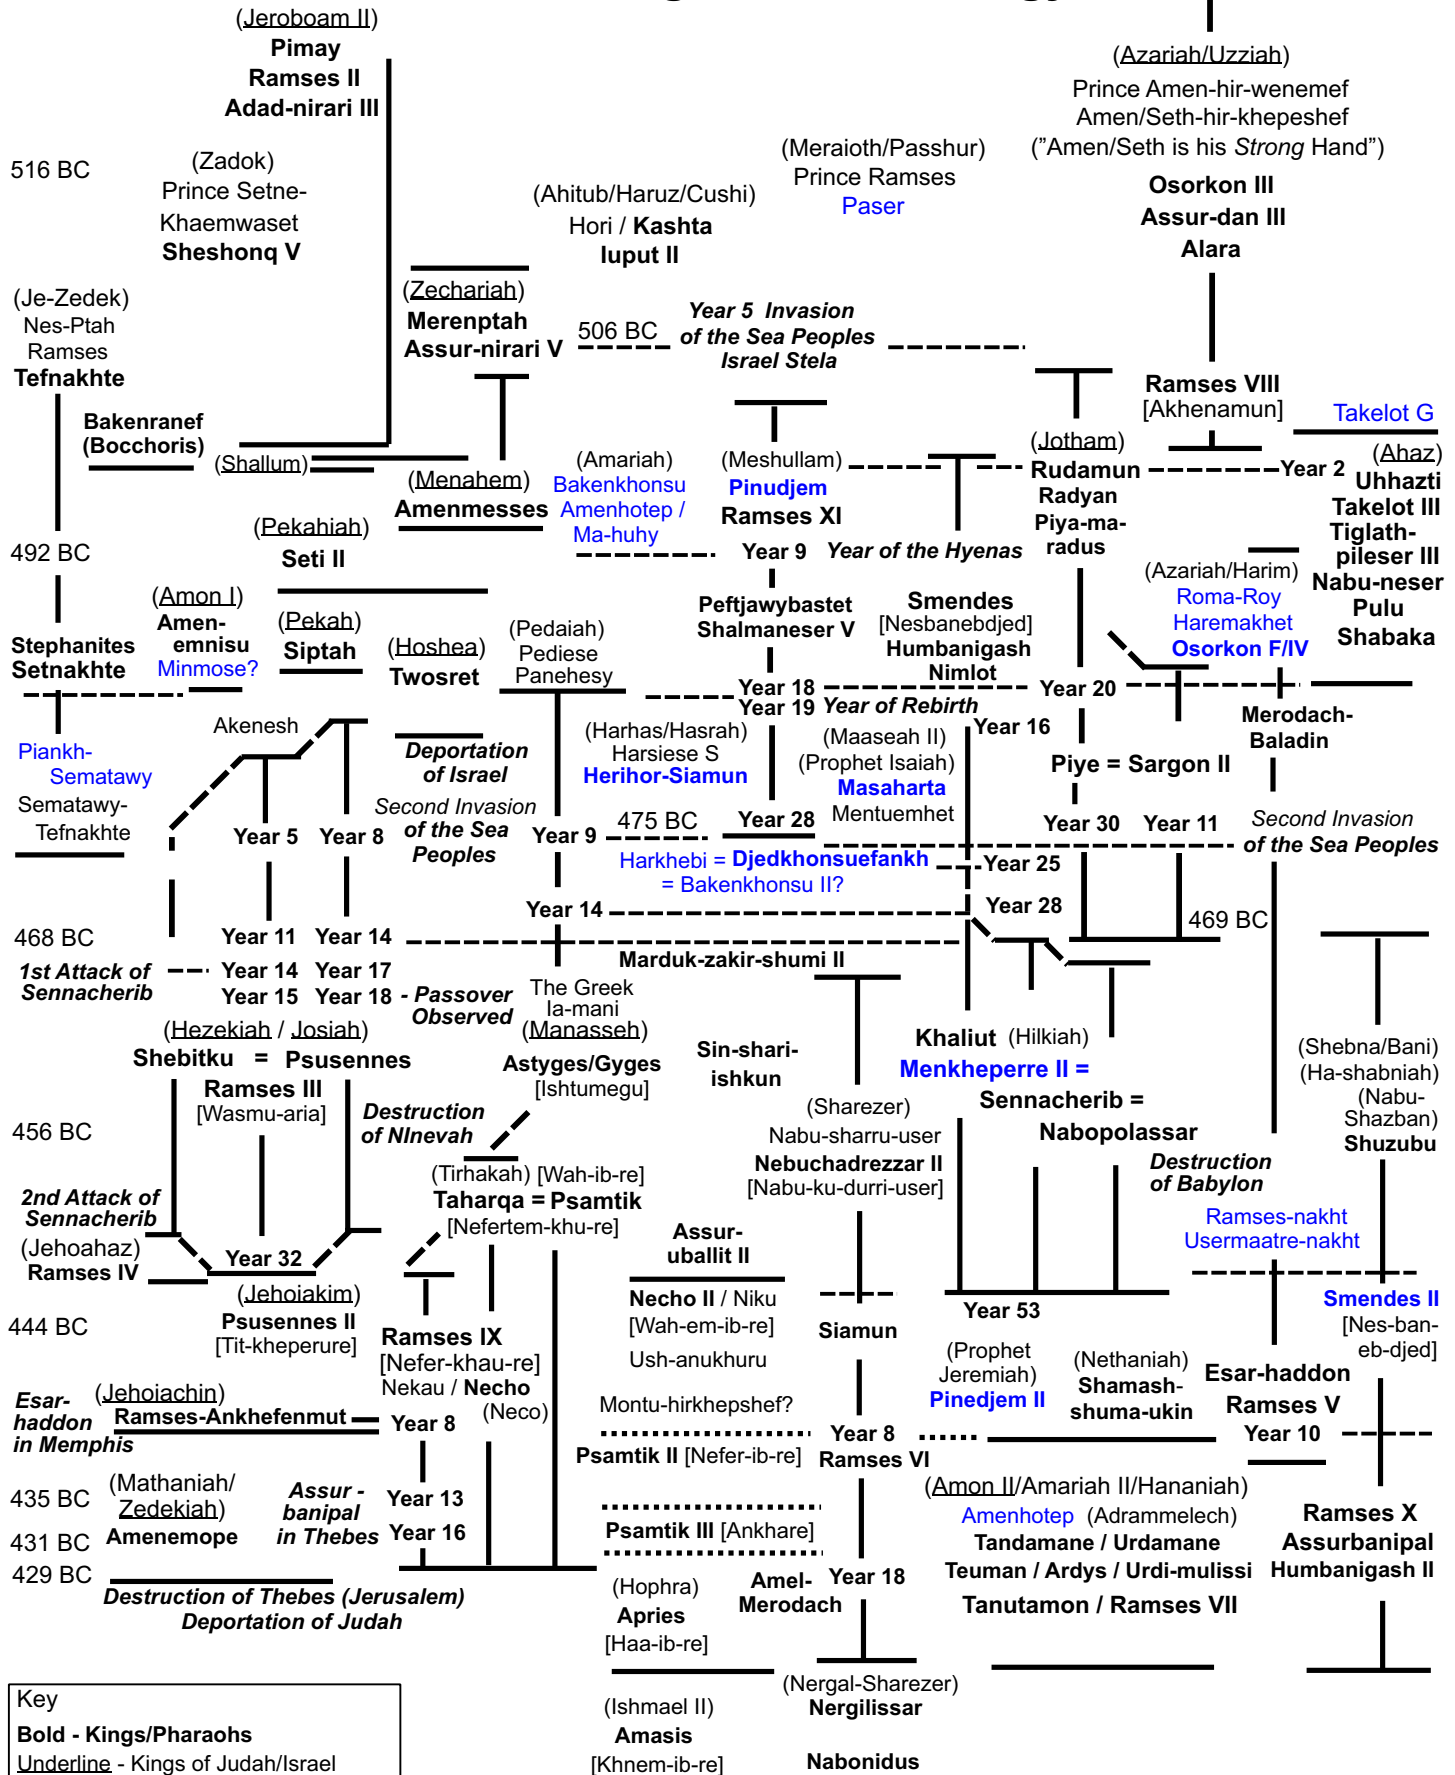 (Jeroboam II)
Pimay
Ramses II
Adad-nirari III
(Azariah/Uzziah)
Prince Amen-hir-wenemef
Amen/Seth-hir-khepeshef
("Amen/Seth is his Strong Hand")
Osorkon III
Assur-dan III
Alara
516 BC
(Zadok)
Prince Setne-
Khaemwaset
Sheshonq V
(Ahitub/Haruz/Cushi)
Hori / Kashta
Iuput II
(Meraioth/Passhur)
Prince Ramses
Paser
(Je-Zedek)
Nes-Ptah
Ramses
Tefnakhte
(Zechariah)
Merenptah
Assur-nirari V
506 BC
Year 5 Invasion
of the Sea Peoples
Israel Stela
Ramses VIII
[Akhenamun]
Takelot G
Bakenranef
(Bocchoris)
(Shallum)
(Menahem)
Amenmesses
(Amariah)
Bakenkhonsu
Amenhotep /
Ma-huhy
(Meshullam)
Pinudjem
Ramses XI
(Jotham)
Rudamun
Radyan
Piya-ma-
radus
Year 2
(Ahaz)
Uhhazti
Takelot III
Tiglath-
pileser III
Nabu-neser
Pulu
Shabaka
492 BC
(Pekahiah)
Seti II
Year 9
Year of the Hyenas
(Azariah/Harim)
Roma-Roy
Haremakhet
Osorkon F/IV
Stephanites
Setnakhte
(Amon I)
Amen-
emnisu
Minmose?
(Pekah)
Siptah
(Hoshea)
Twosret
(Pedaiah)
Pediese
Panehesy
Peftjawybastet
Shalmaneser V
Smendes
[Nesbanebdjed]
Humbanigash
Nimlot
Year 18
Year 19
Year of Rebirth
Year 20
Year 16
Merodach-
Baladin
Piankh-
Sematawy
Sematawy-
Tefnakhte
Akenesh
Deportation
of Israel
(Harhas/Hasrah)
Harsiese S
Herihor-Siamun
(Maaseah II)
(Prophet Isaiah)
Masaharta
Mentuemhet
Piye = Sargon II
Year 5
Year 8
Second Invasion
of the Sea
Peoples
Year 9
475 BC
Year 28
Year 30
Year 11
Second Invasion
of the Sea Peoples
Harkhebi = Djedkhonsuefankh
= Bakenkhonsu II?
Year 25
Year 14
Year 28
469 BC
468 BC
Year 11
Year 14
1st Attack of
Sennacherib
Year 14
Year 17
Year 15
Year 18
- Passover
Observed
Marduk-zakir-shumi II
The Greek
Ia-mani
(Manasseh)
Astyges/Gyges
[Ishtumegu]
(Hezekiah / Josiah)
Shebitku = Psusennes
Ramses III
[Wasmu-aria]
Sin-shari-
ishkun
Khaliut (Hilkiah)
Menkheperre II =
Sennacherib =
Nabopolassar
(Shebna/Bani)
(Ha-shabniah)
(Nabu-
Shazban)
Shuzubu
456 BC
Destruction
of NInevah
(Sharezer)
Nabu-sharru-user
Nebuchadrezzar II
[Nabu-ku-durri-user]
Destruction
of Babylon
(Tirhakah) [Wah-ib-re]
Taharqa = Psamtik
[Nefertem-khu-re]
2nd Attack of
Sennacherib
(Jehoahaz)
Ramses IV
Year 32
Assur-
uballit II
Ramses-nakht
Usermaatre-nakht
(Jehoiakim)
Psusennes II
[Tit-kheperure]
444 BC
Ramses IX
[Nefer-khau-re]
Nekau / Necho
(Neco)
Necho II / Niku
[Wah-em-ib-re]
Ush-anukhuru
Siamun
Year 53
(Prophet
Jeremiah)
Pinedjem II
(Nethaniah)
Shamash-
shuma-ukin
Esar-haddon
Ramses V
Year 10
Smendes II
[Nes-ban-
eb-djed]
Esar-
haddon
in Memphis
(Jehoiachin)
Ramses-Ankhefenmut
Year 8
Montu-hirkhepshef?
Psamtik II [Nefer-ib-re]
Year 8
Ramses VI
435 BC
(Mathaniah/
Zedekiah)
Amenemope
431 BC
429 BC
Assur -
banipal
in Thebes
Year 13
Year 16
Psamtik III [Ankhare]
(Amon II/Amariah II/Hananiah)
Amenhotep (Adrammelech)
Tandamane / Urdamane
Teuman / Ardys / Urdi-mulissi
Tanutamon / Ramses VII
Ramses X
Assurbanipal
Humbanigash II
Destruction of Thebes (Jerusalem)
Deportation of Judah
(Hophra)
Apries
[Haa-ib-re]
Amel-
Merodach
Year 18
(Nergal-Sharezer)
Nergilissar
(Ishmael II)
Amasis
[Khnem-ib-re]
Nabonidus
Key
Bold - Kings/Pharaohs
Underline - Kings of Judah/Israel